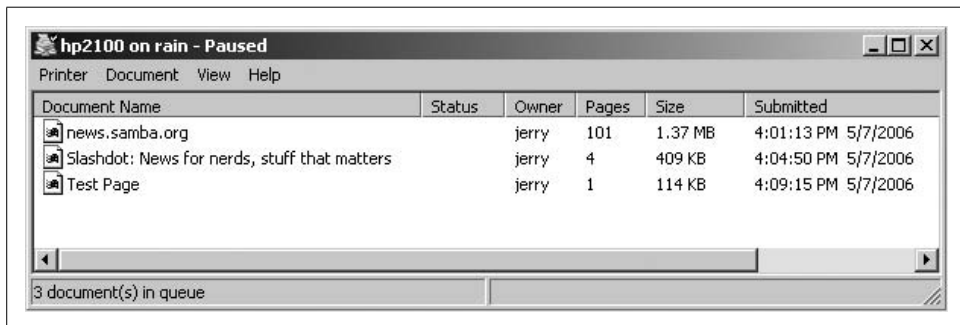 hp2100 on rain - Paused
Printer Document View Help
Document Name Status Owner Pages Size Submitted
news.samba.org jerry 101 1.37 MB 4:01:13 PM 5/7/2006
Slashdot: News for nerds, stuff that matters jerry 4 409 KB 4:04:50 PM 5/7/2006
Test Page jerry 1 114 KB 4:09:15 PM 5/7/2006
3 document(s) in queue